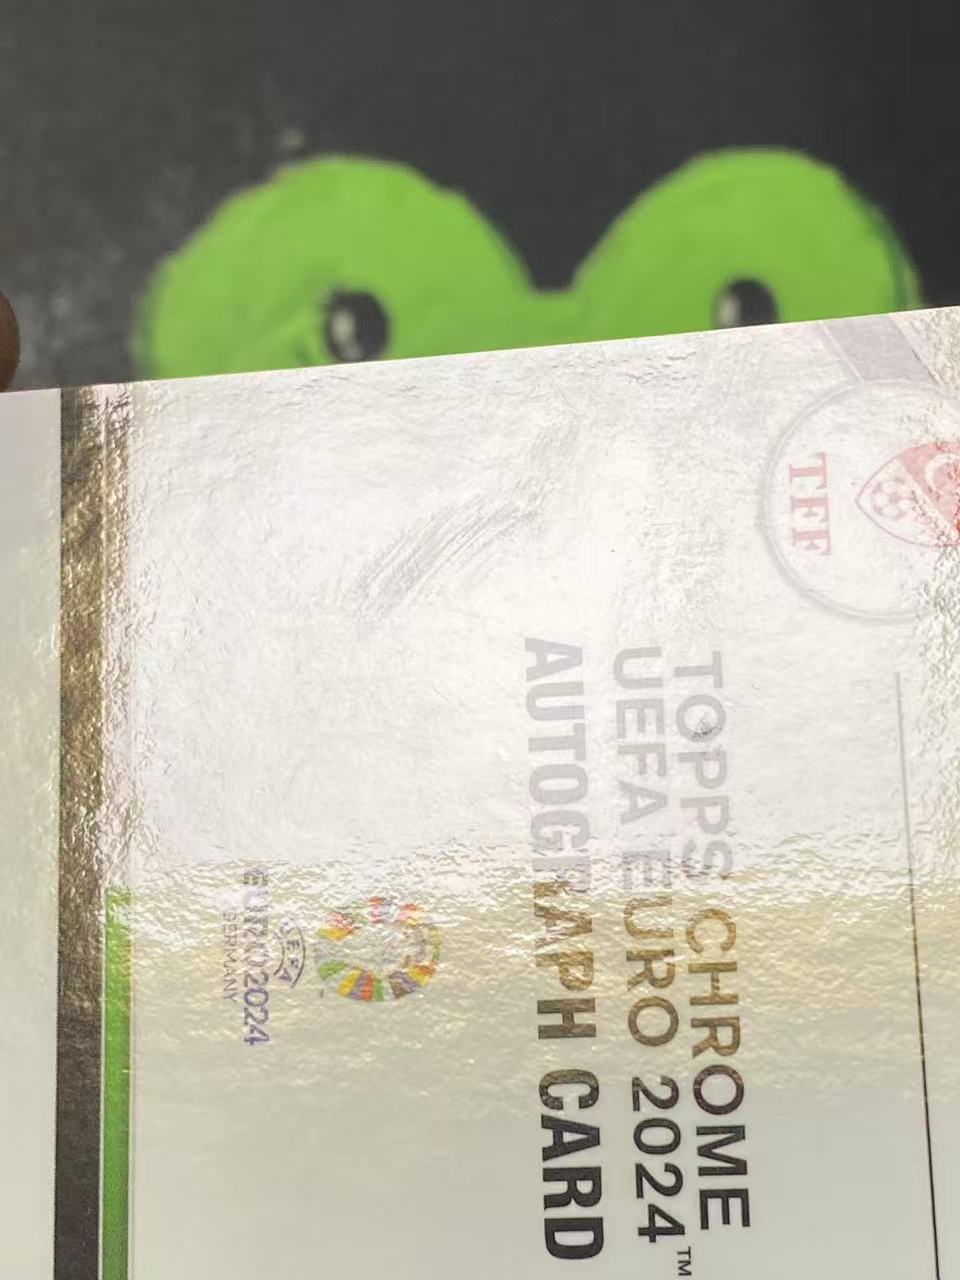 TFF
TOPPS CHROME
UEFA EURO 2024™
AUTOGRAPH CARD
UEFA
EURO2024
GERMANY